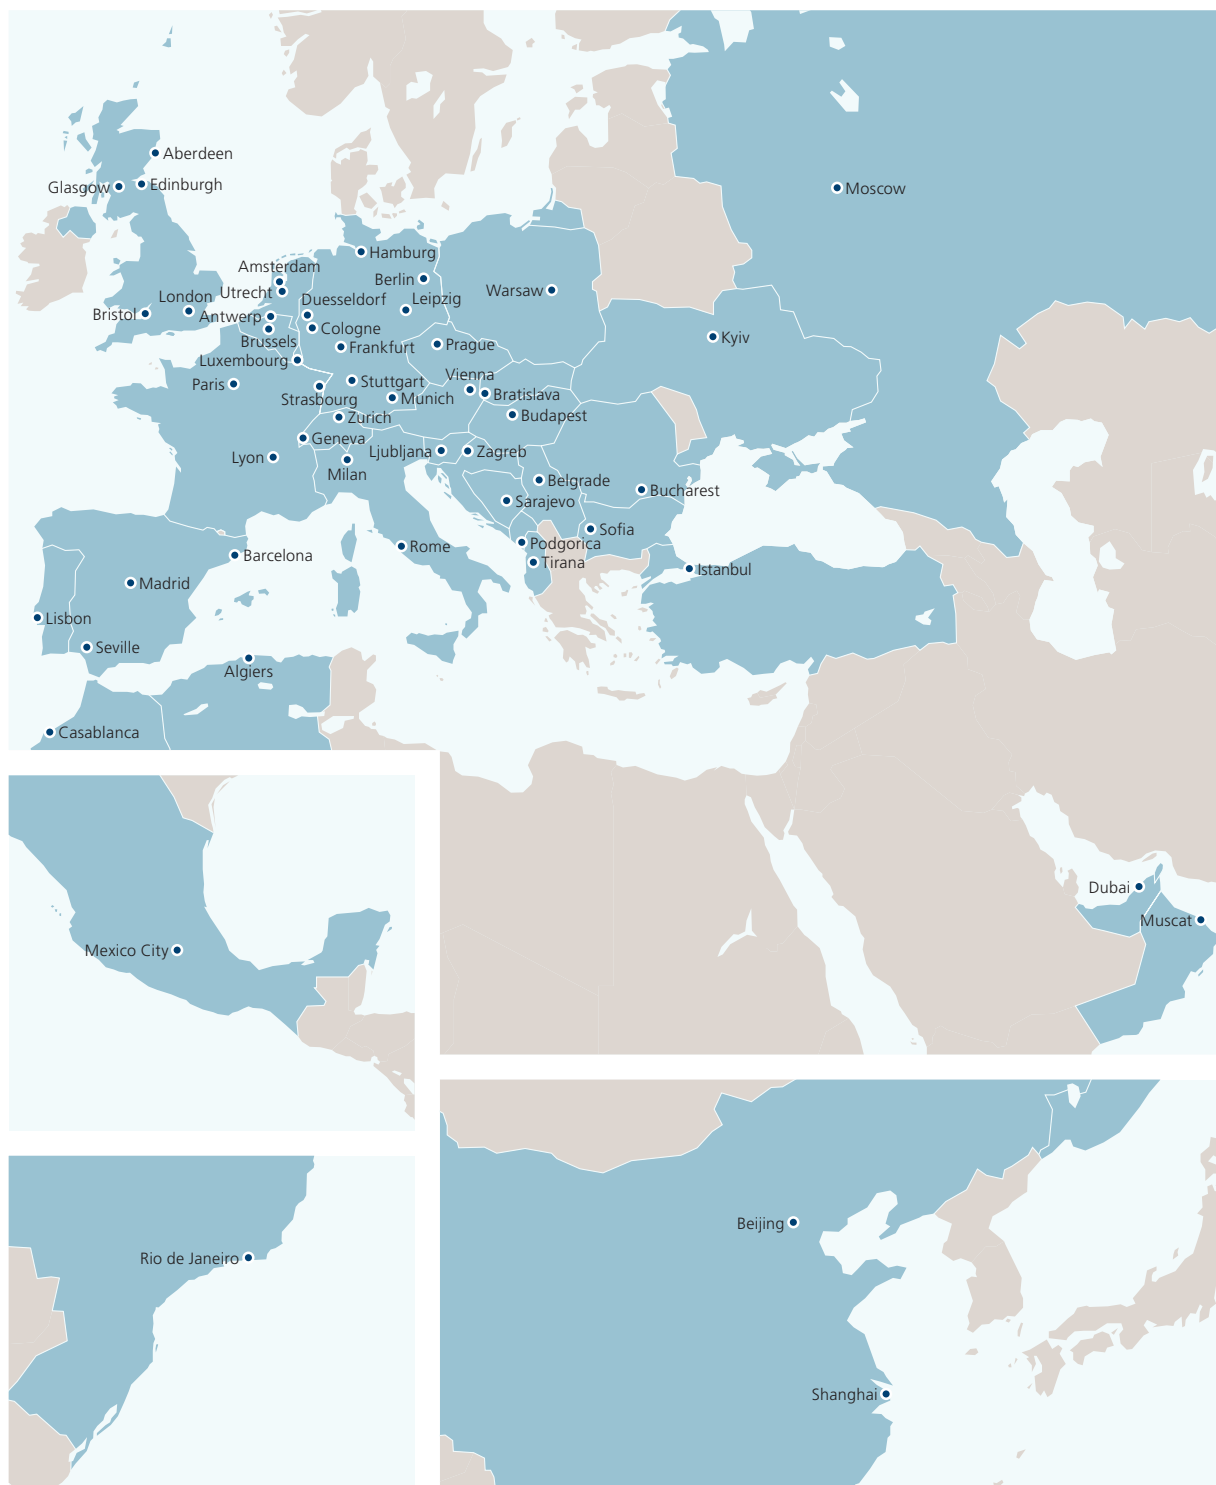 Aberdeen
Glasgow
Edinburgh
Moscow
Hamburg
Amsterdam
Berlin
Utrecht
Warsaw
London
Duesseldorf
Leipzig
Bristol
Antwerp
Cologne
Kyiv
Brussels
Frankfurt
Prague
Luxembourg
Paris
Stuttgart
Vienna
Strasbourg
Munich
Bratislava
Zurich
Budapest
Geneva
Lyon
Ljubljana
Zagreb
Milan
Belgrade
Bucharest
Sarajevo
Sofia
Rome
Podgorica
Barcelona
Tirana
Istanbul
Madrid
Lisbon
Seville
Algiers
Casablanca
Dubai
Muscat
Mexico City
Rio de Janeiro
Beijing
Shanghai